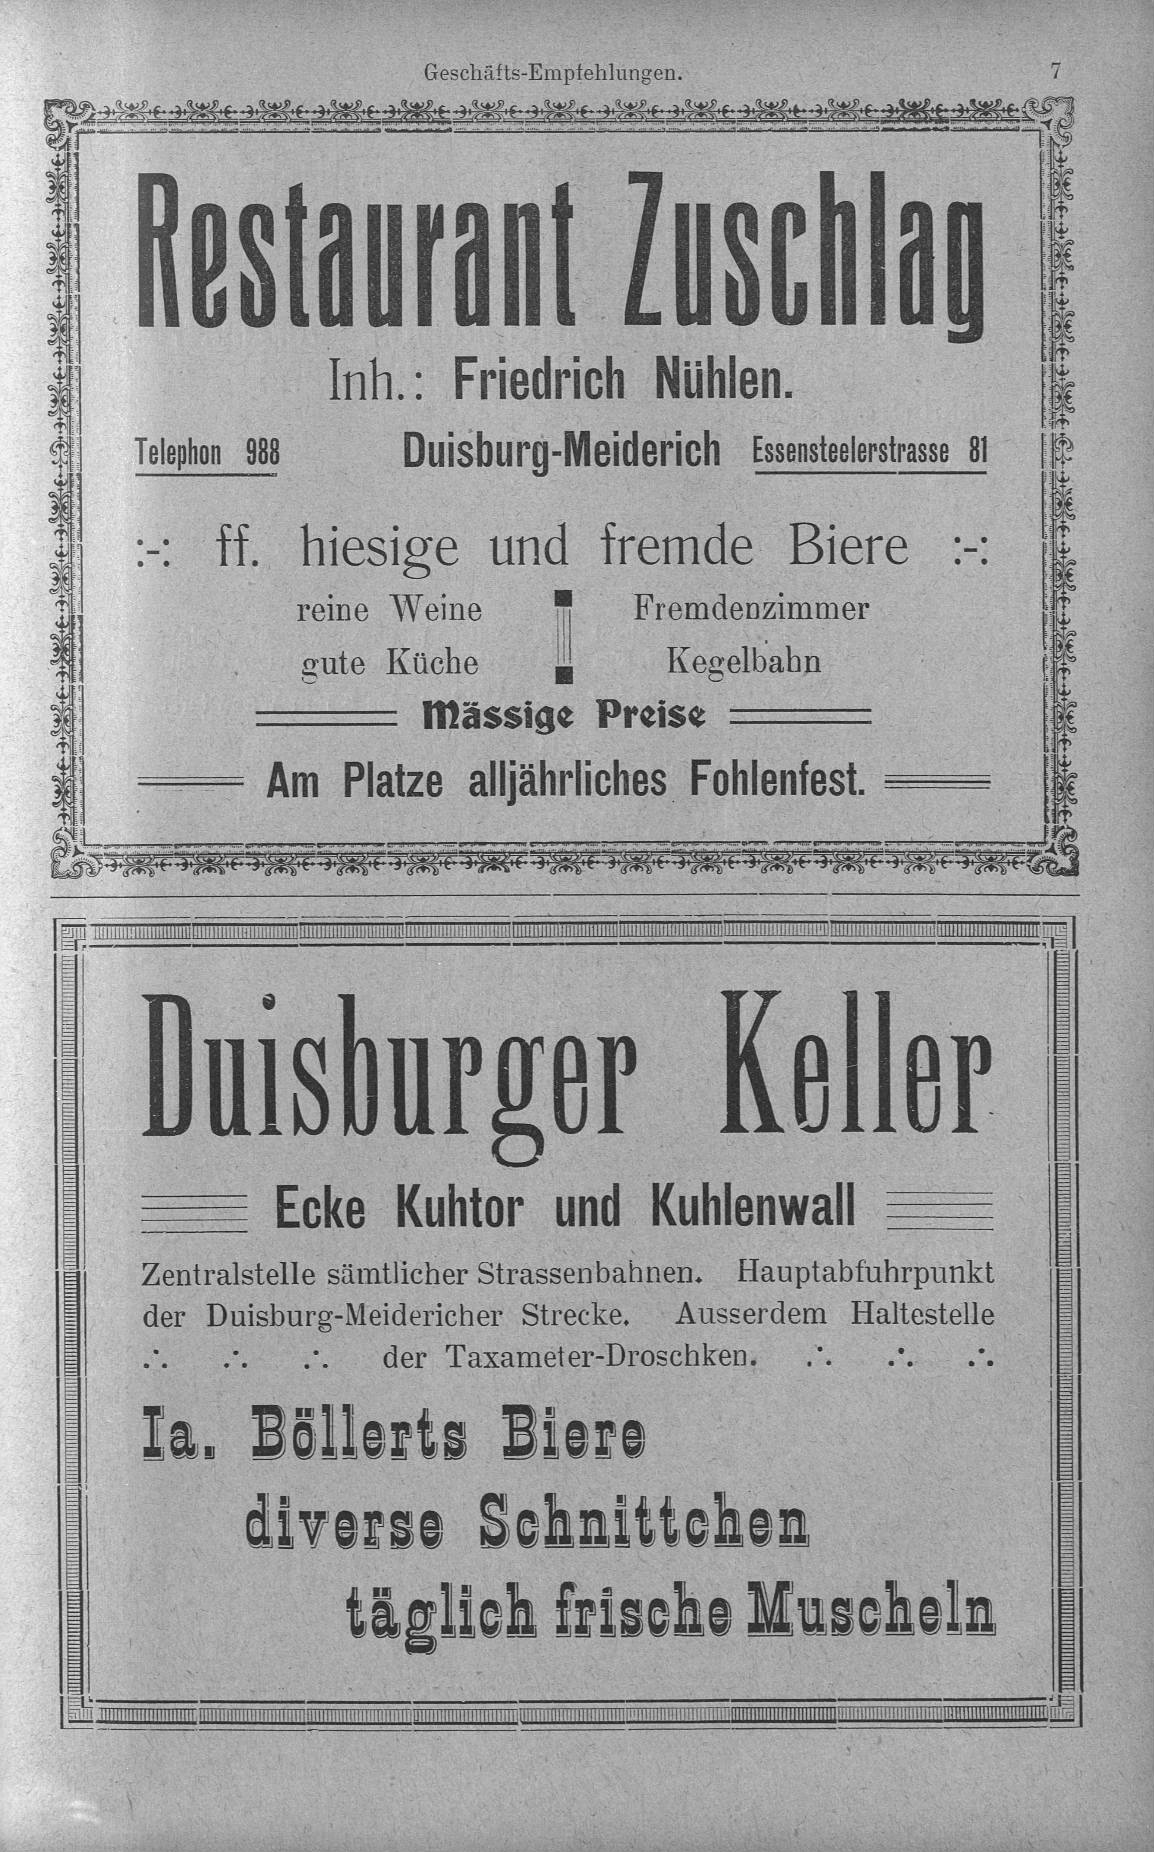 Geschäfts-Empfehlungen. 7
Restaurant Zuschlag
Inh.: Friedrich Nühlen.
Telephon 988 Duisburg-Meiderich Essensteelerstrasse 81
:-: ff. hiesige und fremde Biere :-:
reine Weine Fremdenzimmer
gute Küche Kegelbahn
Mässige Preise
Am Platze alljährliches Fohlenfest.
Duisburger Keller
Ecke Kuhtor und Kuhlenwall
Zentralstelle sämtlicher Strassenbahnen. Hauptabfuhrpunkt
der Duisburg-Meidericher Strecke. Ausserdem Haltestelle
∴ ∴ ∴ der Taxameter-Droschken. ∴ ∴ ∴
Ia. Böllerts Biere
diverse Schnittchen
täglich frische Muscheln